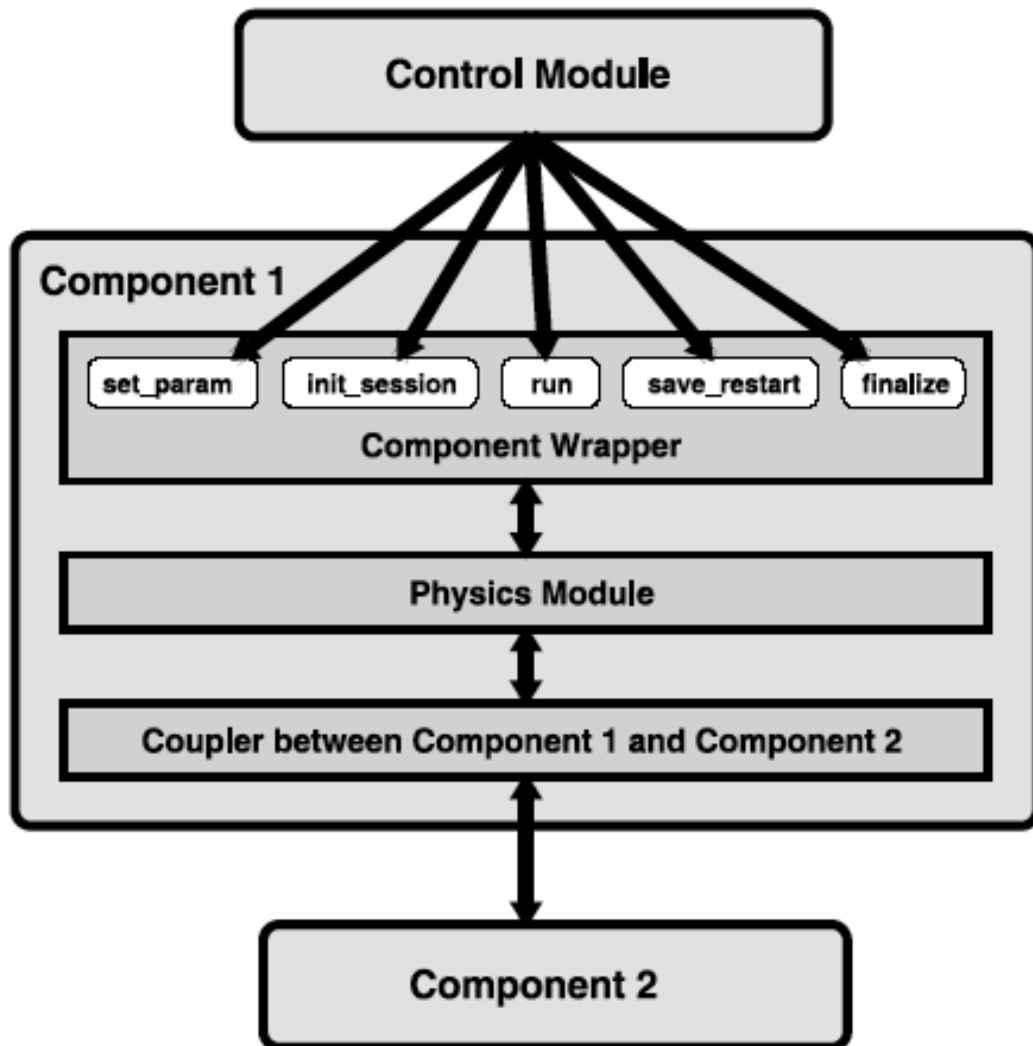 Control Module
Component 1
set_param init_session run save_restart finalize
Component Wrapper
Physics Module
Coupler between Component 1 and Component 2
Component 2